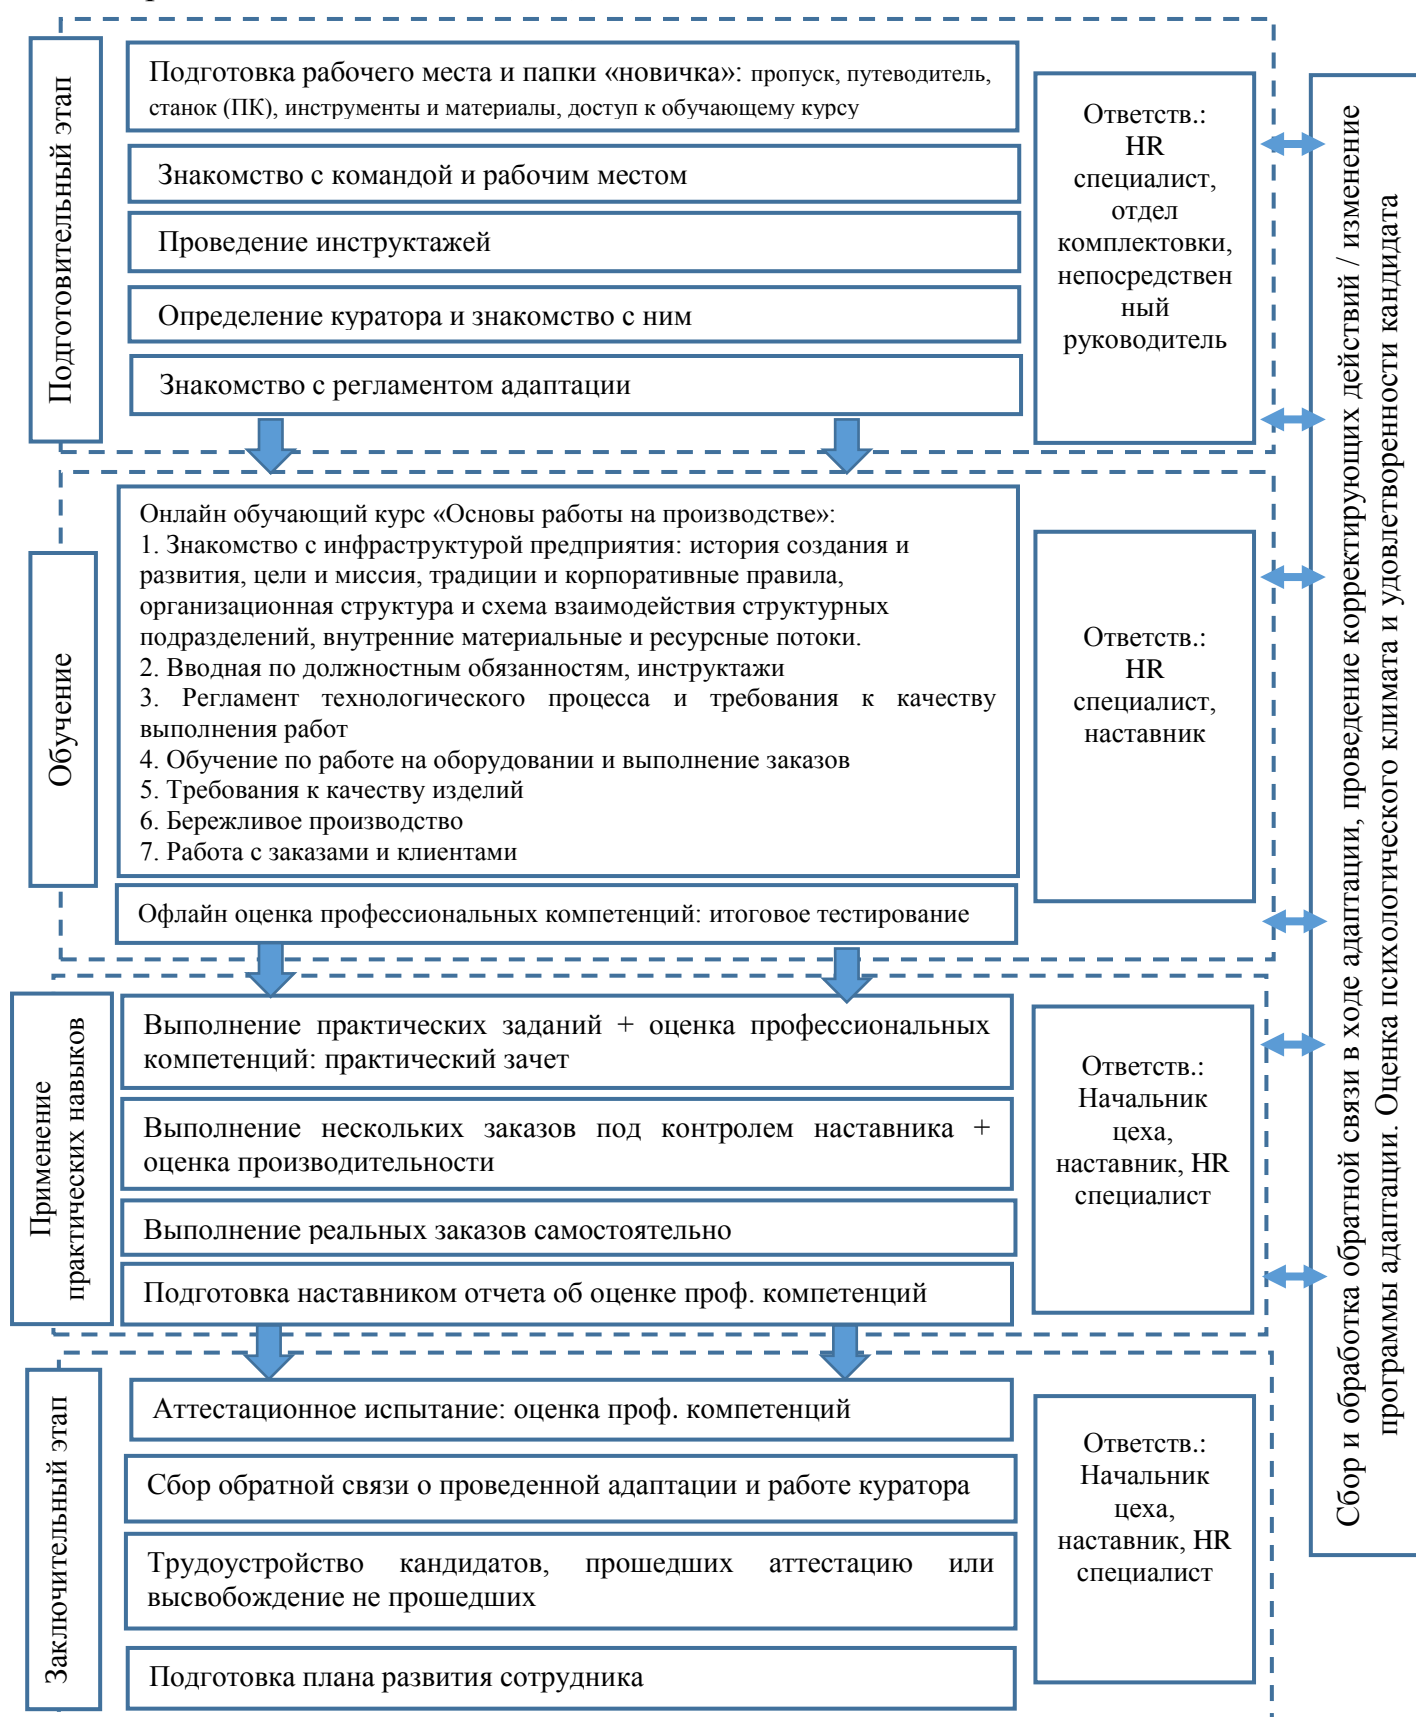 Подготовительный этап
Подготовка рабочего места и папки «новичка»: пропуск, путеводитель,
станок (ПК), инструменты и материалы, доступ к обучающему курсу
Знакомство с командой и рабочим местом
Проведение инструктажей
Определение куратора и знакомство с ним
Знакомство с регламентом адаптации
Ответств.:
HR
специалист,
отдел
комплектовки,
непосредствен
ный
руководитель
Обучение
Онлайн обучающий курс «Основы работы на производстве»:
1. Знакомство с инфраструктурой предприятия: история создания и
развития, цели и миссия, традиции и корпоративные правила,
организационная структура и схема взаимодействия структурных
подразделений, внутренние материальные и ресурсные потоки.
2. Вводная по должностным обязанностям, инструктажи
3. Регламент технологического процесса и требования к качеству
выполнения работ
4. Обучение по работе на оборудовании и выполнение заказов
5. Требования к качеству изделий
6. Бережливое производство
7. Работа с заказами и клиентами
Офлайн оценка профессиональных компетенций: итоговое тестирование
Ответств.:
HR
специалист,
наставник
Применение
практических навыков
Выполнение практических заданий + оценка профессиональных
компетенций: практический зачет
Выполнение нескольких заказов под контролем наставника +
оценка производительности
Выполнение реальных заказов самостоятельно
Подготовка наставником отчета об оценке проф. компетенций
Ответств.:
Начальник
цеха,
наставник, HR
специалист
Заключительный этап
Аттестационное испытание: оценка проф. компетенций
Сбор обратной связи о проведенной адаптации и работе куратора
Трудоустройство кандидатов, прошедших аттестацию или
высвобождение не прошедших
Подготовка плана развития сотрудника
Ответств.:
Начальник
цеха,
наставник, HR
специалист
Сбор и обработка обратной связи в ходе адаптации, проведение корректирующих действий / изменение
программы адаптации. Оценка психологического климата и удовлетворенности кандидата